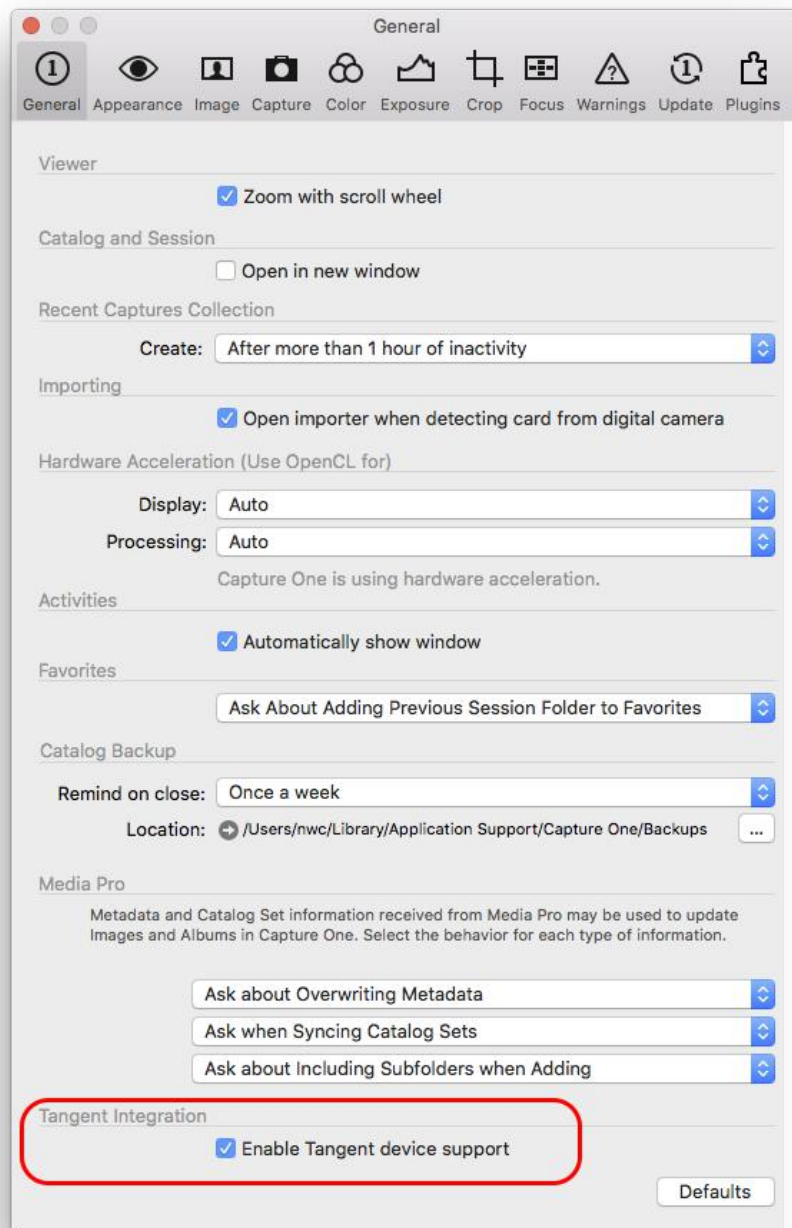 General
General Appearance Image Capture Color Exposure Crop Focus Warnings Update Plugins
Viewer
Zoom with scroll wheel
Catalog and Session
Open in new window
Recent Captures Collection
Create: After more than 1 hour of inactivity
Importing
Open importer when detecting card from digital camera
Hardware Acceleration (Use OpenCL for)
Display: Auto
Processing: Auto
Capture One is using hardware acceleration.
Activities
Automatically show window
Favorites
Ask About Adding Previous Session Folder to Favorites
Catalog Backup
Remind on close: Once a week
Location: /Users/nwc/Library/Application Support/Capture One/Backups ...
Media Pro
Metadata and Catalog Set information received from Media Pro may be used to update
Images and Albums in Capture One. Select the behavior for each type of information.
Ask about Overwriting Metadata
Ask when Syncing Catalog Sets
Ask about Including Subfolders when Adding
Tangent Integration
Enable Tangent device support
Defaults